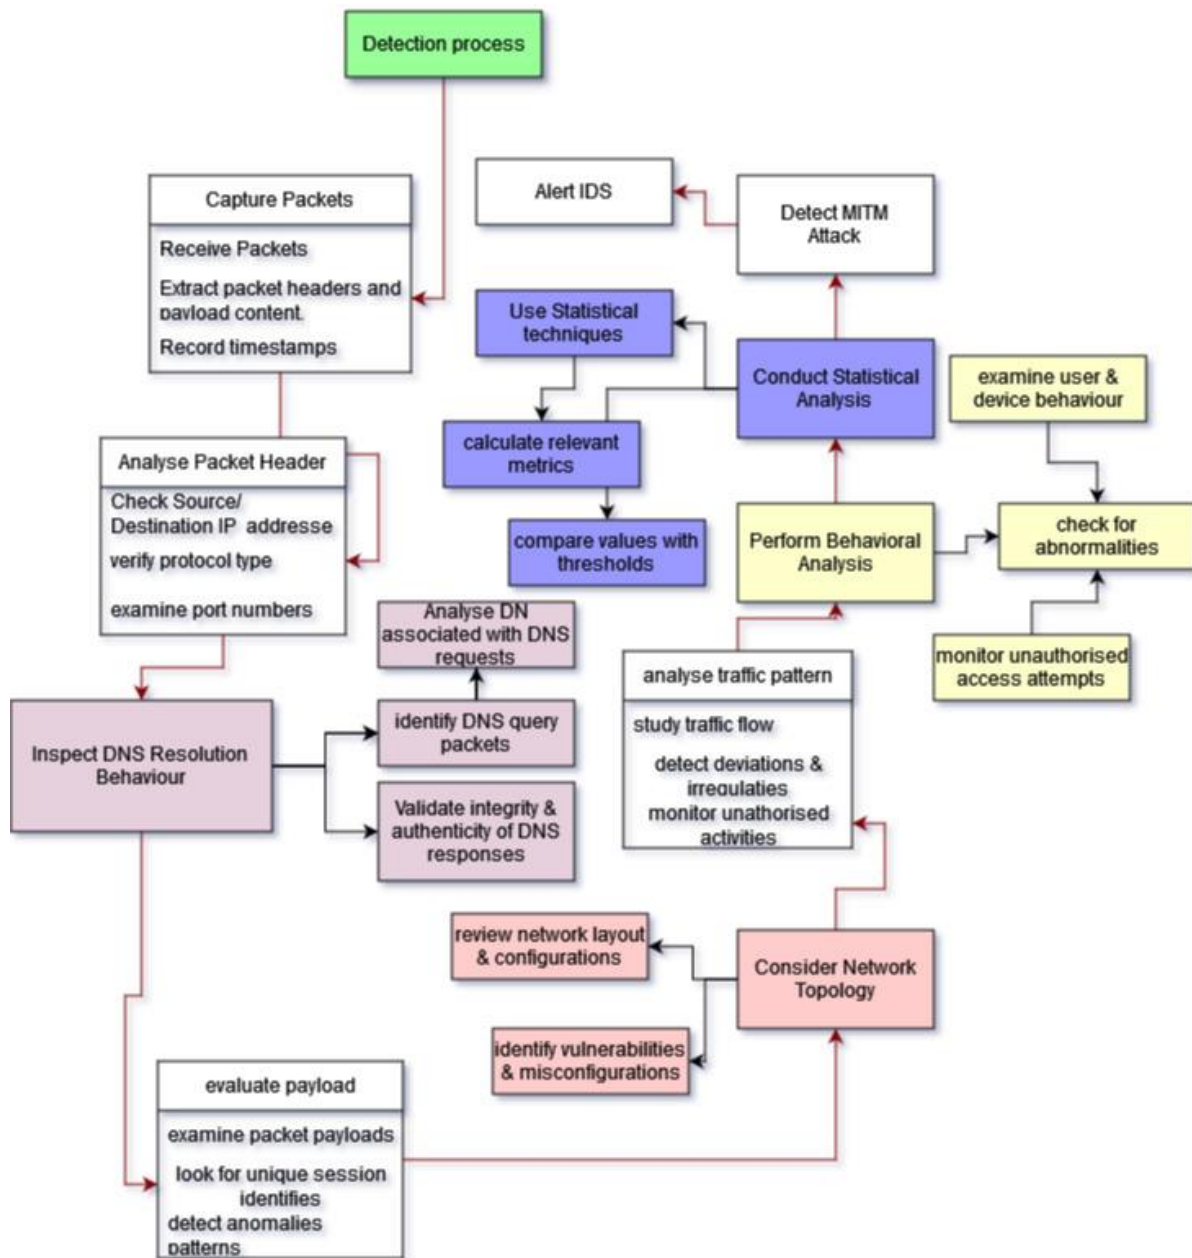 Detection process
Capture Packets
Receive Packets
Extract packet headers and
payload content.
Record timestamps
Alert IDS
Detect MITM
Attack
Use Statistical
techniques
Conduct Statistical
Analysis
examine user &
device behaviour
calculate relevant
metrics
compare values with
thresholds
Perform Behavioral
Analysis
check for
abnormalities
monitor unauthorised
access attempts
Analyse Packet Header
Check Source/
Destination IP addresse
verify protocol type
examine port numbers
Analyse DN
associated with DNS
requests
identify DNS query
packets
Validate integrity &
authenticity of DNS
responses
Inspect DNS Resolution
Behaviour
analyse traffic pattern
study traffic flow
detect deviations &
irregulaties
monitor unathorised
activities
review network layout
& configurations
Consider Network
Topology
identify vulnerabilities
& misconfigurations
evaluate payload
examine packet payloads
look for unique session
identifies
detect anomalies
patterns